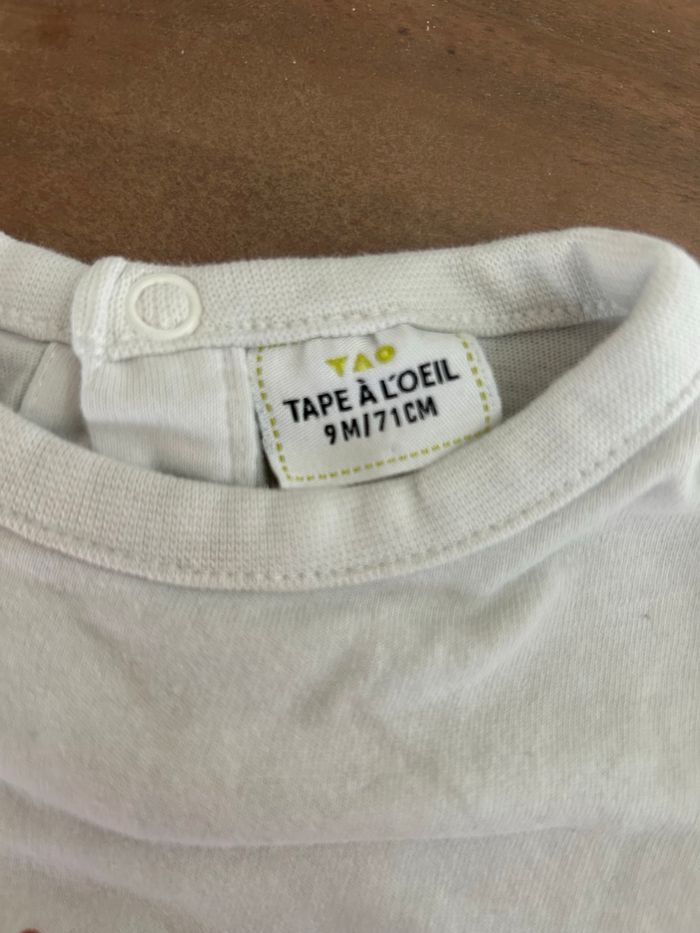 TAO
TAPE À L'OEIL
9M/71CM